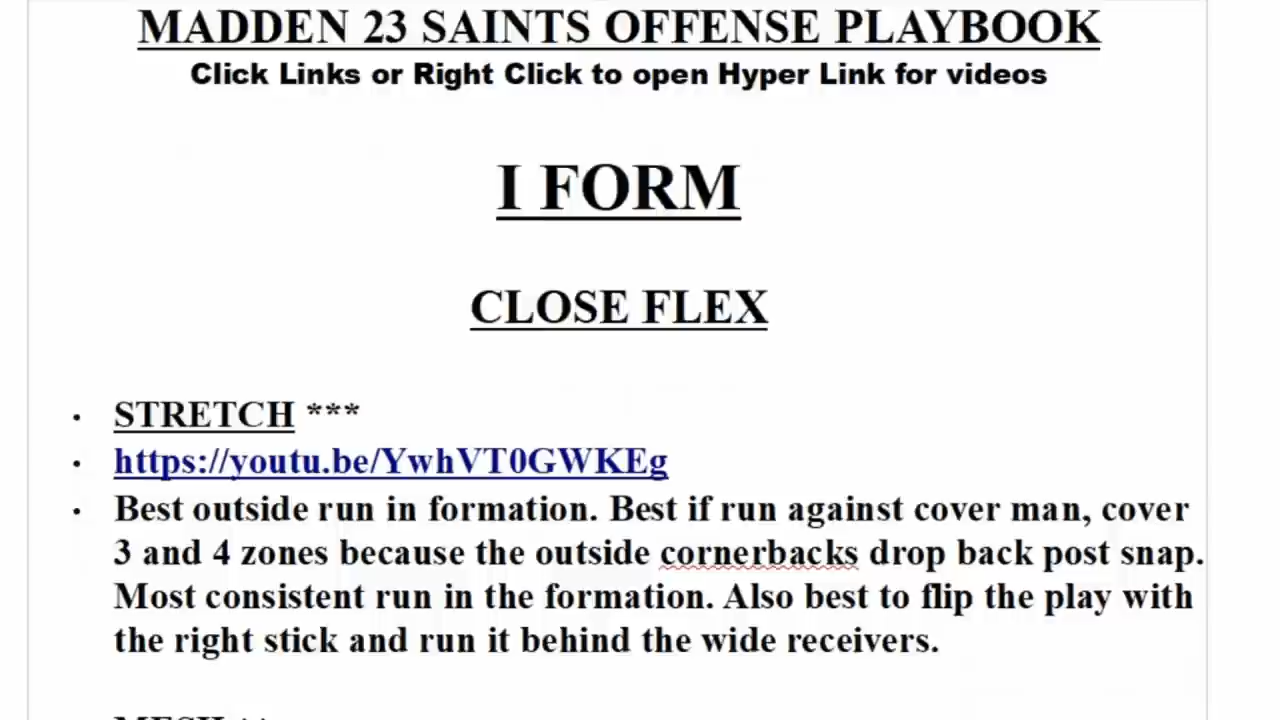 MADDEN 23 SAINTS OFFENSE PLAYBOOK
Click Links or Right Click to open Hyper Link for videos
I FORM
CLOSE FLEX
• STRETCH ***
• https://youtu.be/YwhVT0GWKEg
• Best outside run in formation. Best if run against cover man, cover
3 and 4 zones because the outside cornerbacks drop back post snap.
Most consistent run in the formation. Also best to flip the play with
the right stick and run it behind the wide receivers.
MESH **